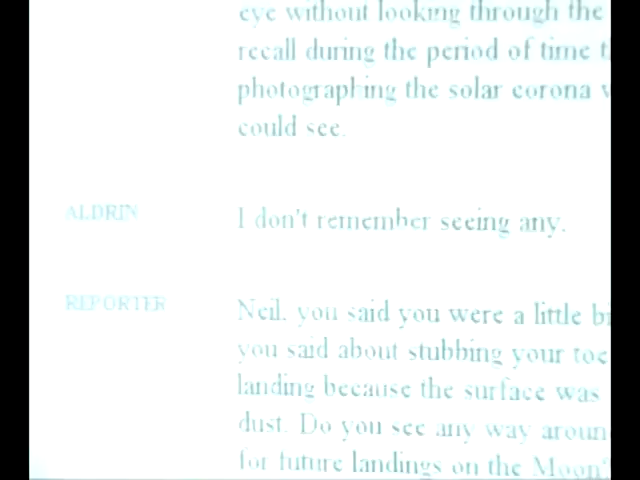 eye without looking through the
recall during the period of time
photographing the solar corona
could see.
ALDRIN
I don't remember seeing any.
REPORTER
Neil, you said you were a little
you said about stubbing your toe
landing because the surface was
dust. Do you see any way
for future landings on the Moon?